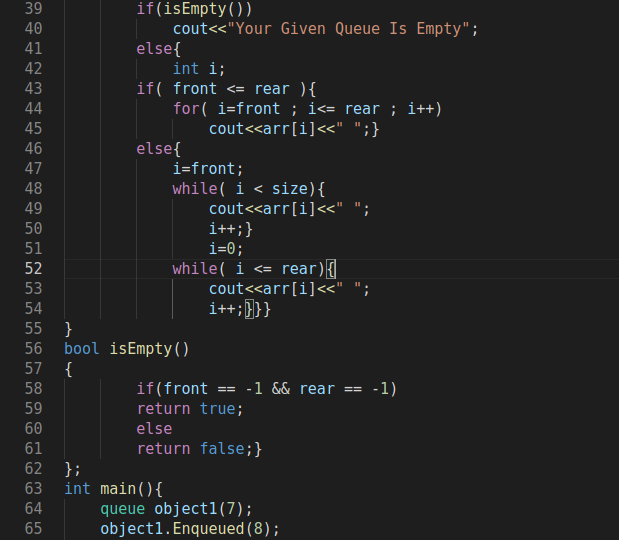 39 if(isEmpty())
40 cout<<"Your Given Queue Is Empty";
41 else{
42 int i;
43 if( front <= rear ){
44 for( i=front ; i<= rear ; i++)
45 cout<<arr[i]<<" ";}
46 else{
47 i=front;
48 while( i < size){
49 cout<<arr[i]<<" ";
50 i++;}
51 i=0;
52 while( i <= rear){
53 cout<<arr[i]<<" ";
54 i++;}}}
55 }
56 bool isEmpty()
57 {
58 if(front == -1 && rear == -1)
59 return true;
60 else
61 return false;}
62 };
63 int main(){
64 queue object1(7);
65 object1.Enqueued(8);